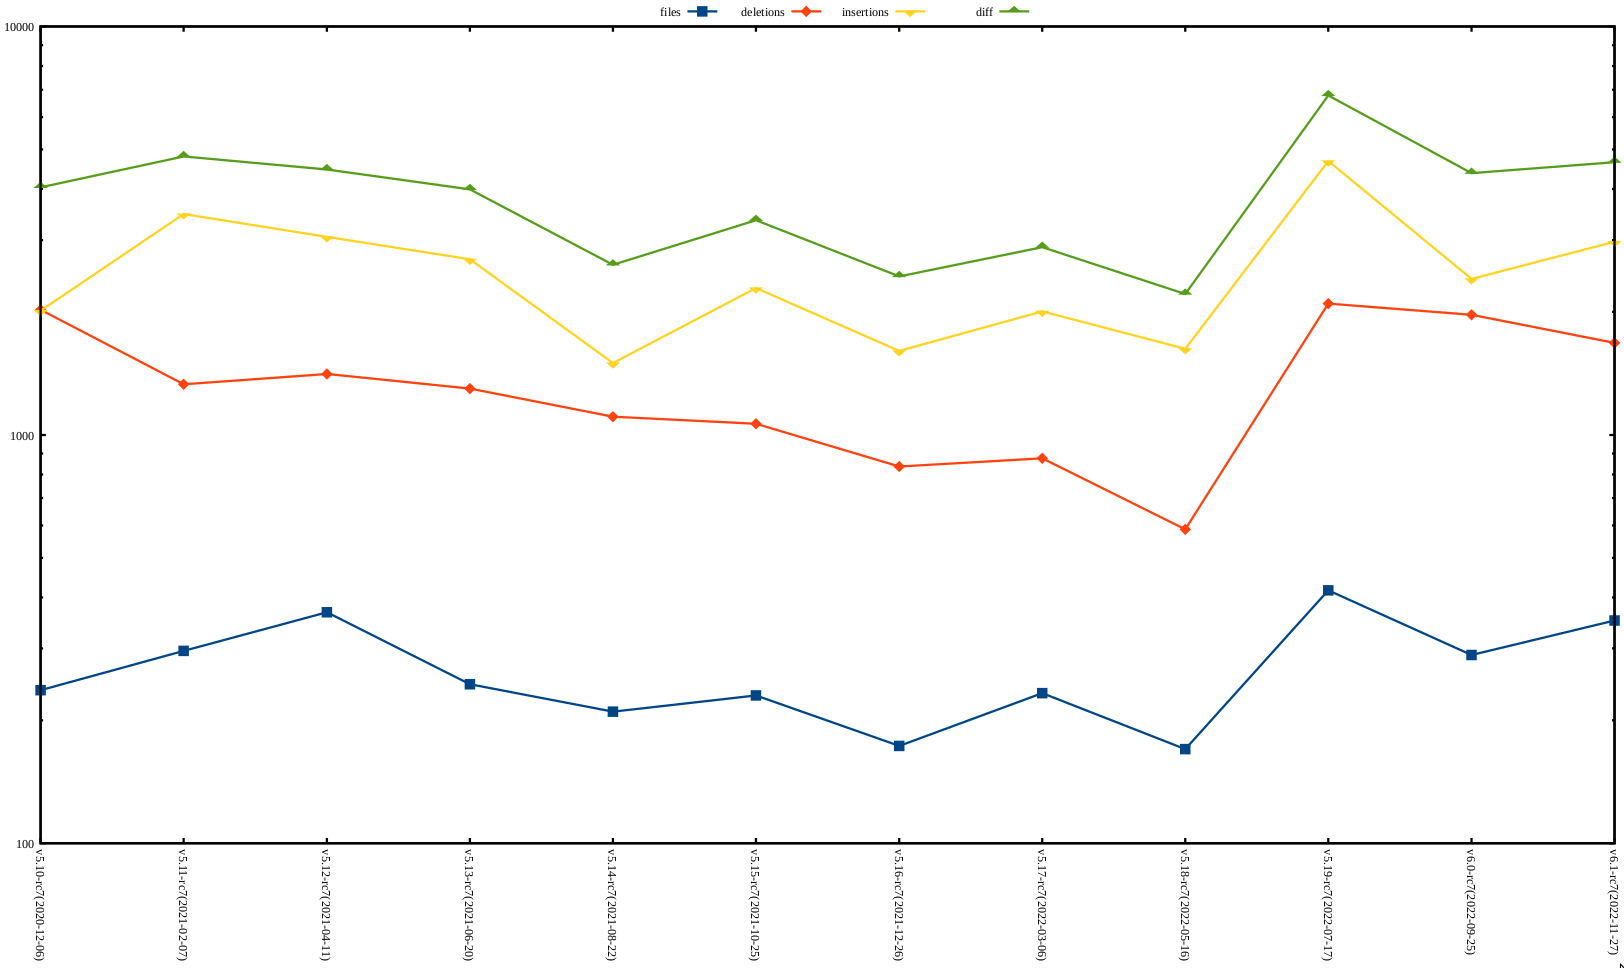 files deletions insertions diff
10000
1000
100
v5.10-rc7(2020-12-06)
v5.11-rc7(2021-02-07)
v5.12-rc7(2021-04-11)
v5.13-rc7(2021-06-20)
v5.14-rc7(2021-08-22)
v5.15-rc7(2021-10-25)
v5.16-rc7(2021-12-26)
v5.17-rc7(2022-03-06)
v5.18-rc7(2022-05-16)
v5.19-rc7(2022-07-17)
v6.0-rc7(2022-09-25)
v6.1-rc7(2022-11-27)